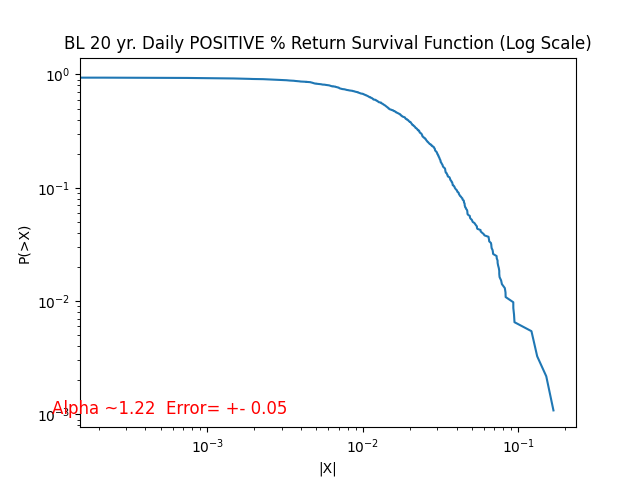 BL 20 yr. Daily POSITIVE % Return Survival Function (Log Scale)
10⁰
10⁻¹
10⁻²
10⁻³
P(>X)
Alpha ~1.22  Error= +- 0.05
10⁻³
10⁻²
10⁻¹
|X|